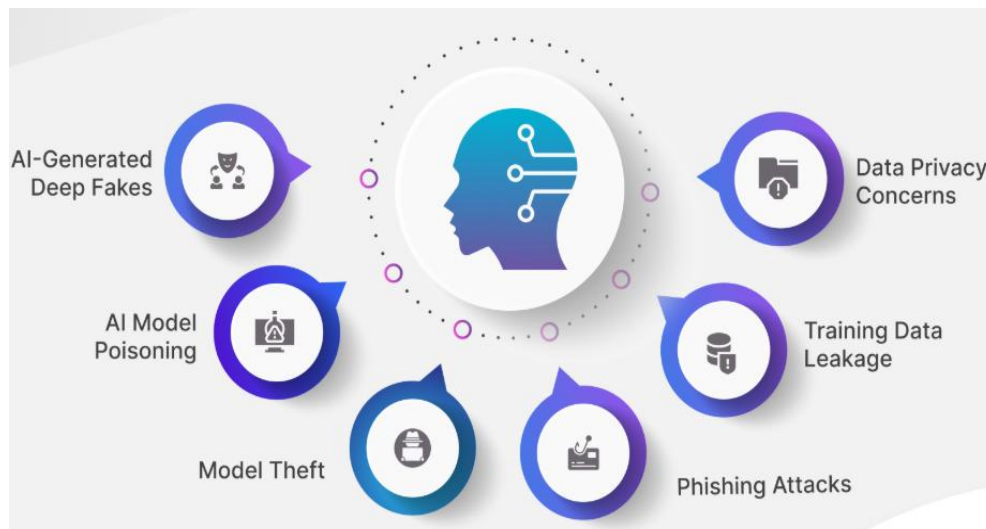 AI-Generated
Deep Fakes
Data Privacy
Concerns
AI Model
Poisoning
Training Data
Leakage
Model Theft
Phishing Attacks